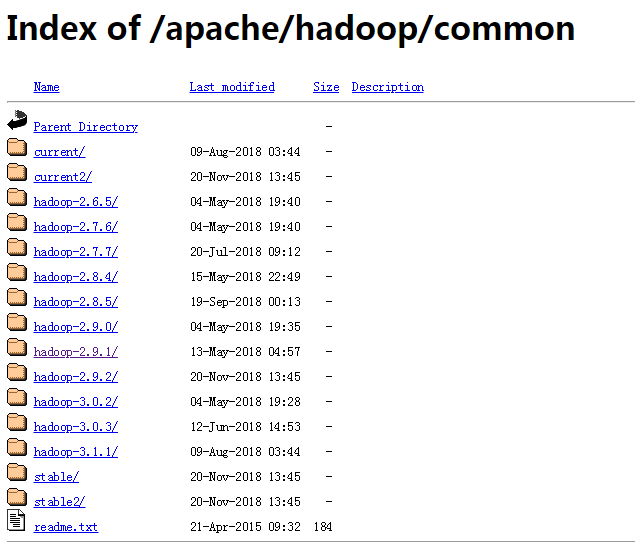 Index of /apache/hadoop/common
Name Last modified Size Description
Parent Directory -
current/ 09-Aug-2018 03:44 -
current2/ 20-Nov-2018 13:45 -
hadoop-2.6.5/ 04-May-2018 19:40 -
hadoop-2.7.6/ 04-May-2018 19:40 -
hadoop-2.7.7/ 20-Jul-2018 09:12 -
hadoop-2.8.4/ 15-May-2018 22:49 -
hadoop-2.8.5/ 19-Sep-2018 00:13 -
hadoop-2.9.0/ 04-May-2018 19:35 -
hadoop-2.9.1/ 13-May-2018 04:57 -
hadoop-2.9.2/ 20-Nov-2018 13:45 -
hadoop-3.0.2/ 04-May-2018 19:28 -
hadoop-3.0.3/ 12-Jun-2018 14:53 -
hadoop-3.1.1/ 09-Aug-2018 03:44 -
stable/ 20-Nov-2018 13:45 -
stable2/ 20-Nov-2018 13:45 -
readme.txt 21-Apr-2015 09:32 184